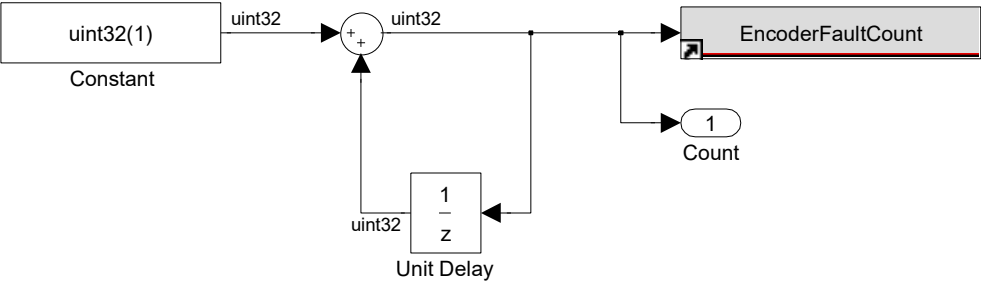 uint32(1)
Constant
uint32
+
+
uint32
EncoderFaultCount
1
Count
uint32
1
z
Unit Delay